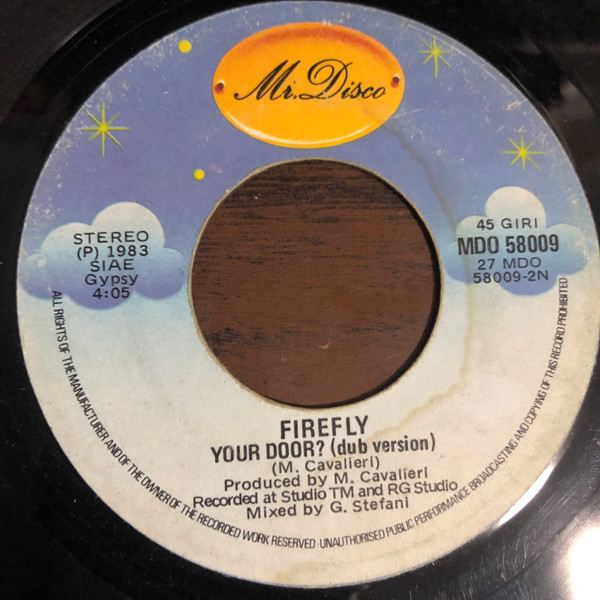 Mr. Disco
STEREO
(P) 1983
SIAE
Gypsy
4:05
45 GIRI
MDO 58009
27 MDO
58009-2N
FIREFLY
YOUR DOOR? (dub version)
(M. Cavalieri)
Produced by M. Cavalieri
Recorded at Studio TM and RG Studio
Mixed by G. Stefani
ALL RIGHTS OF THE MANUFACTURER AND OF THE OWNER OF THE RECORDED WORK RESERVED · UNAUTHORISED PUBLIC PERFORMANCE BROADCASTING AND COPYING OF THIS RECORD PROHIBITED